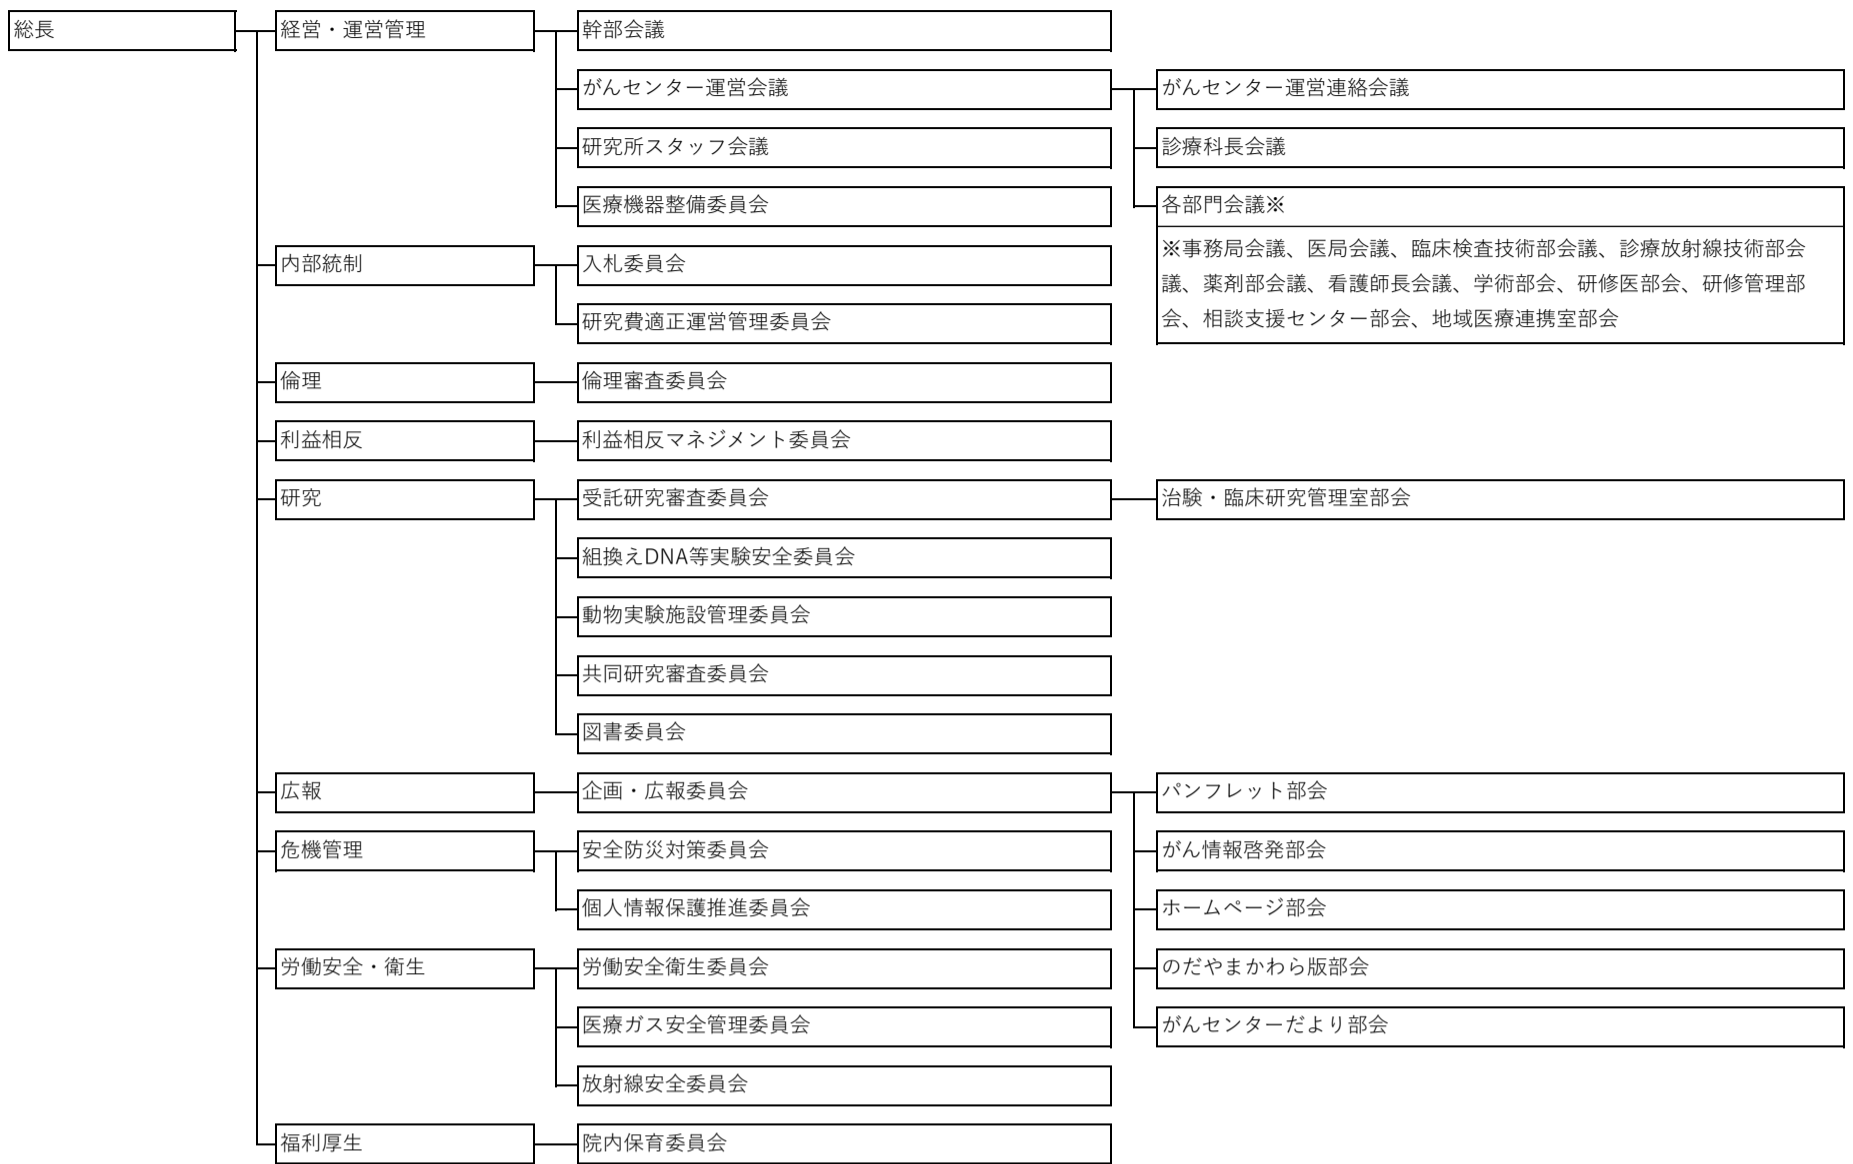 総長
経営・運営管理
幹部会議
がんセンター運営会議
がんセンター運営連絡会議
研究所スタッフ会議
診療科長会議
医療機器整備委員会
各部門会議※
※事務局会議、医局会議、臨床検査技術部会議、診療放射線技術部会
議、薬剤部会議、看護師長会議、学術部会、研修医部会、研修管理部
会、相談支援センター部会、地域医療連携室部会
内部統制
入札委員会
研究費適正運営管理委員会
倫理
倫理審査委員会
利益相反
利益相反マネジメント委員会
研究
受託研究審査委員会
治験・臨床研究管理室部会
組換えDNA等実験安全委員会
動物実験施設管理委員会
共同研究審査委員会
図書委員会
広報
企画・広報委員会
パンフレット部会
危機管理
安全防災対策委員会
がん情報啓発部会
個人情報保護推進委員会
ホームページ部会
労働安全・衛生
労働安全衛生委員会
のだやまかわら版部会
医療ガス安全管理委員会
がんセンターだより部会
放射線安全委員会
福利厚生
院内保育委員会